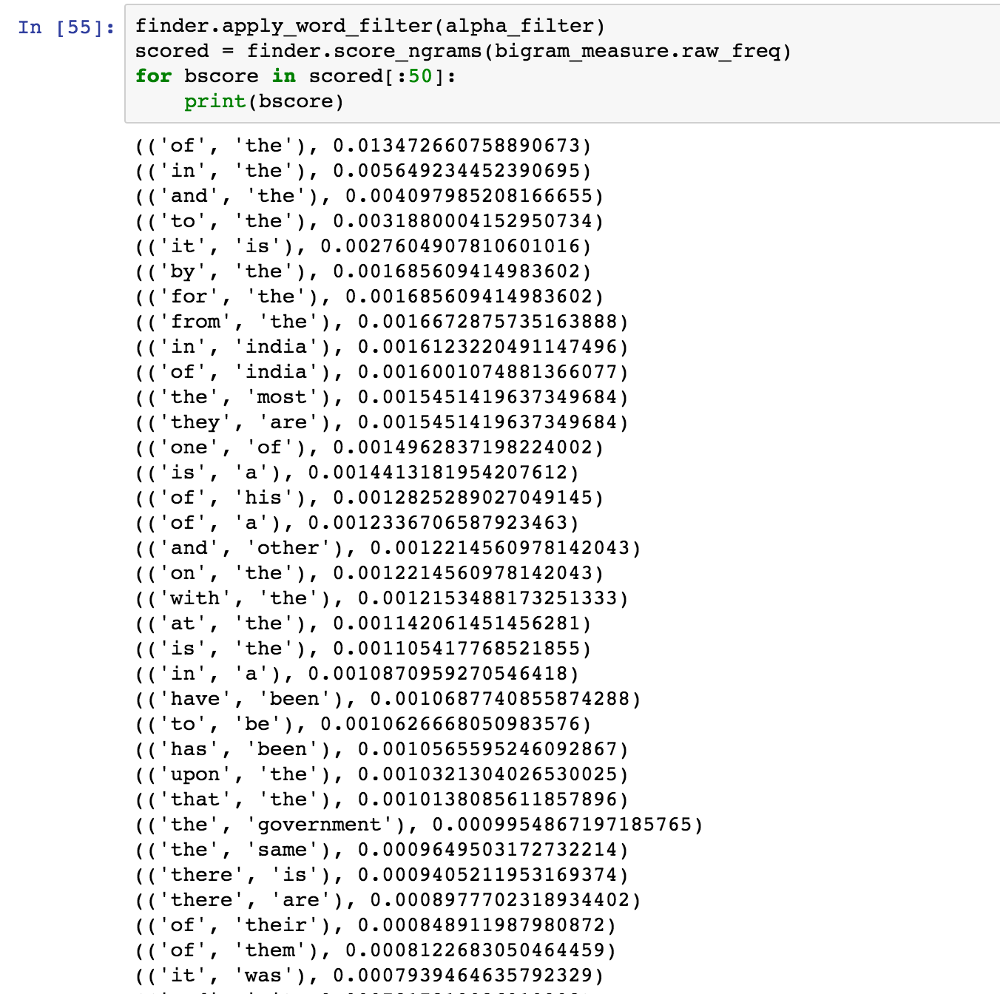 In [55]: finder.apply_word_filter(alpha_filter)
scored = finder.score_ngrams(bigram_measure.raw_freq)
for bscore in scored[:50]:
    print(bscore)
(('of', 'the'), 0.013472660758890673)
(('in', 'the'), 0.005649234452390695)
(('and', 'the'), 0.004097985208166655)
(('to', 'the'), 0.0031880004152950734)
(('it', 'is'), 0.0027604907810601016)
(('by', 'the'), 0.001685609414983602)
(('for', 'the'), 0.001685609414983602)
(('from', 'the'), 0.0016672875735163888)
(('in', 'india'), 0.0016123220491147496)
(('of', 'india'), 0.0016001074881366077)
(('the', 'most'), 0.0015451419637349684)
(('they', 'are'), 0.0015451419637349684)
(('one', 'of'), 0.0014962837198224002)
(('is', 'a'), 0.0014413181954207612)
(('of', 'his'), 0.0012825289027049145)
(('of', 'a'), 0.0012336706587923463)
(('and', 'other'), 0.0012214560978142043)
(('on', 'the'), 0.0012214560978142043)
(('with', 'the'), 0.0012153488173251333)
(('at', 'the'), 0.001142061451456281)
(('is', 'the'), 0.001105417768521855)
(('in', 'a'), 0.0010870959270546418)
(('have', 'been'), 0.0010687740855874288)
(('to', 'be'), 0.0010626668050983576)
(('has', 'been'), 0.0010565595246092867)
(('upon', 'the'), 0.0010321304026530025)
(('that', 'the'), 0.0010138085611857896)
(('the', 'government'), 0.0009954867197185765)
(('the', 'same'), 0.0009649503172732214)
(('there', 'is'), 0.0009405211953169374)
(('there', 'are'), 0.0008977702318934402)
(('of', 'their'), 0.000848911987980872)
(('of', 'them'), 0.0008122683050464459)
(('it', 'was'), 0.0007939464635792329)